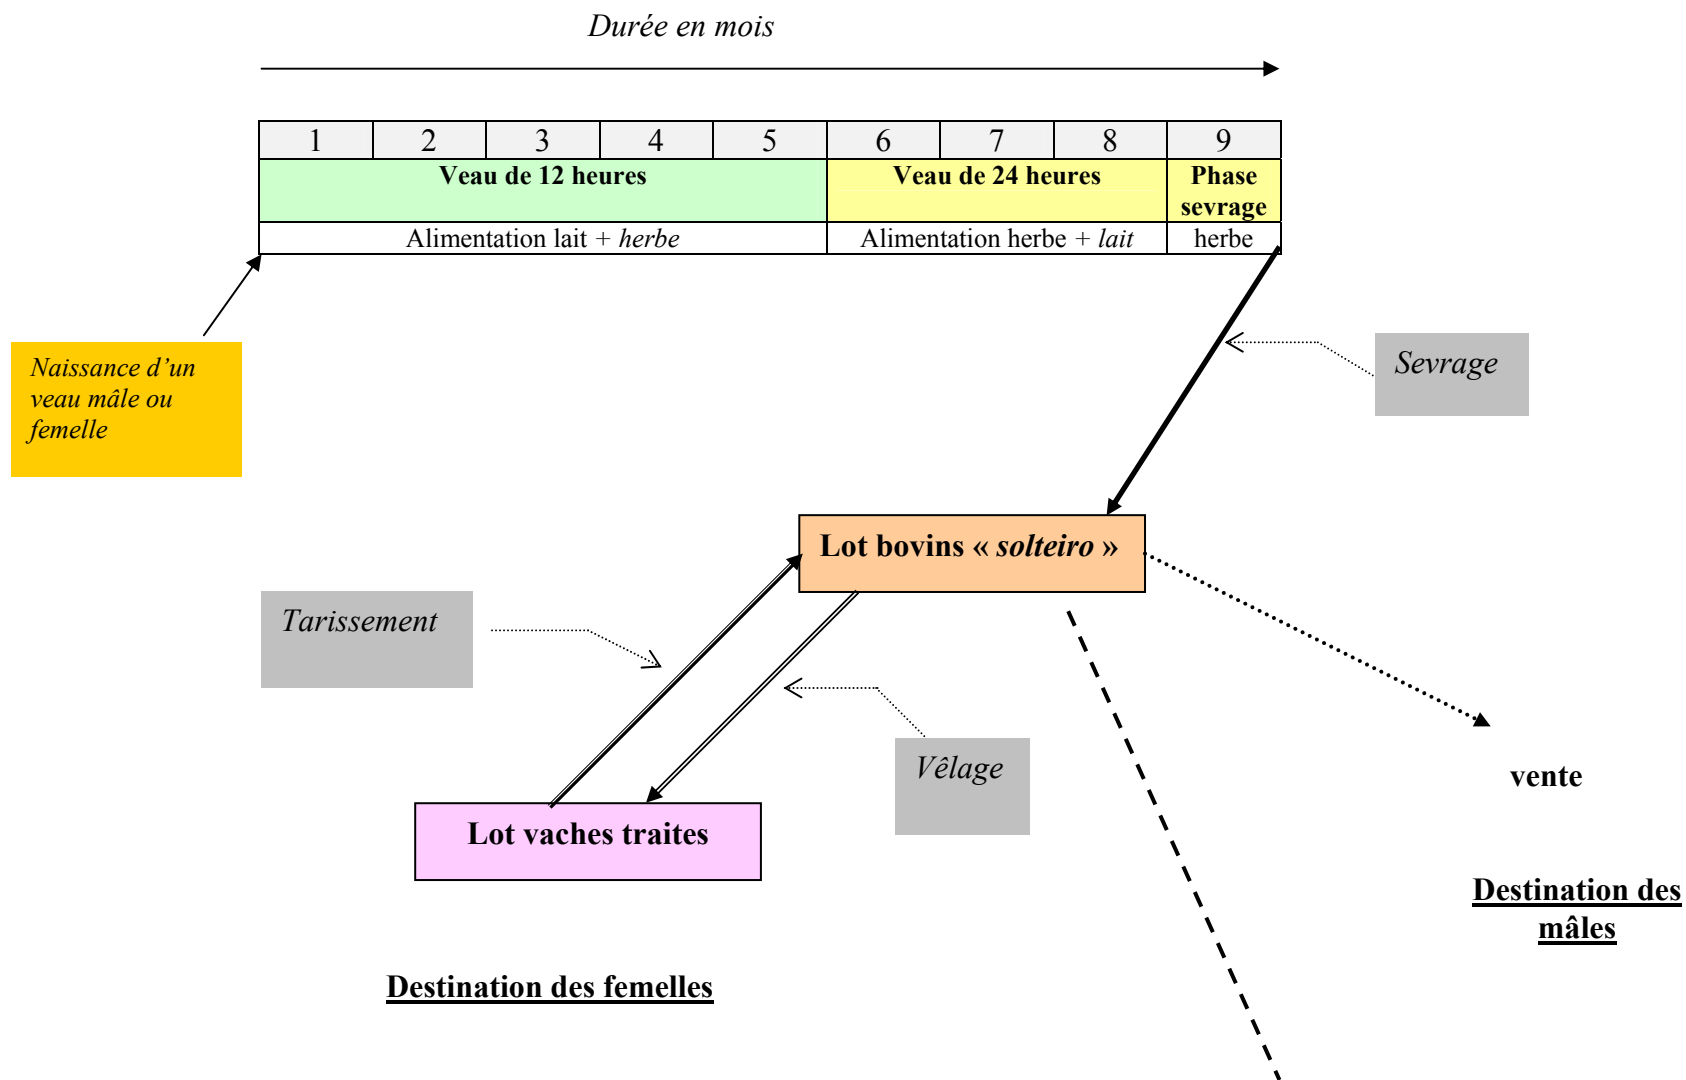 Durée en mois
1 2 3 4 5 6 7 8 9
Veau de 12 heures Veau de 24 heures Phase
sevrage
Alimentation lait + herbe Alimentation herbe + lait herbe
Naissance d’un
veau mâle ou
femelle
Sevrage
Lot bovins « solteiro »
Tarissement
Vêlage
vente
Lot vaches traites
Destination des
mâles
Destination des femelles